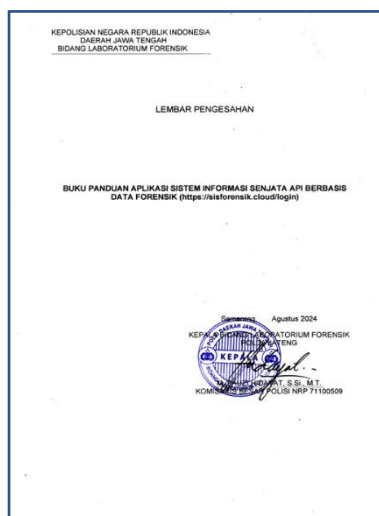 KEPOLISIAN NEGARA REPUBLIK INDONESIA
DAERAH JAWA TENGAH
BIDANG LABORATORIUM FORENSIK
LEMBAR PENGESAHAN
BUKU PANDUAN APLIKASI SISTEM INFORMASI SENJATA API BERBASIS
DATA FORENSIK (https://sisforensik.cloud/login)
Semarang, Agustus 2024
KEPALA BIDANG LABORATORIUM FORENSIK
POLDA JATENG
KEPALA
HIDAYAT, S.Si., M.T.
KOMISARIS BESAR POLISI NRP 71100509